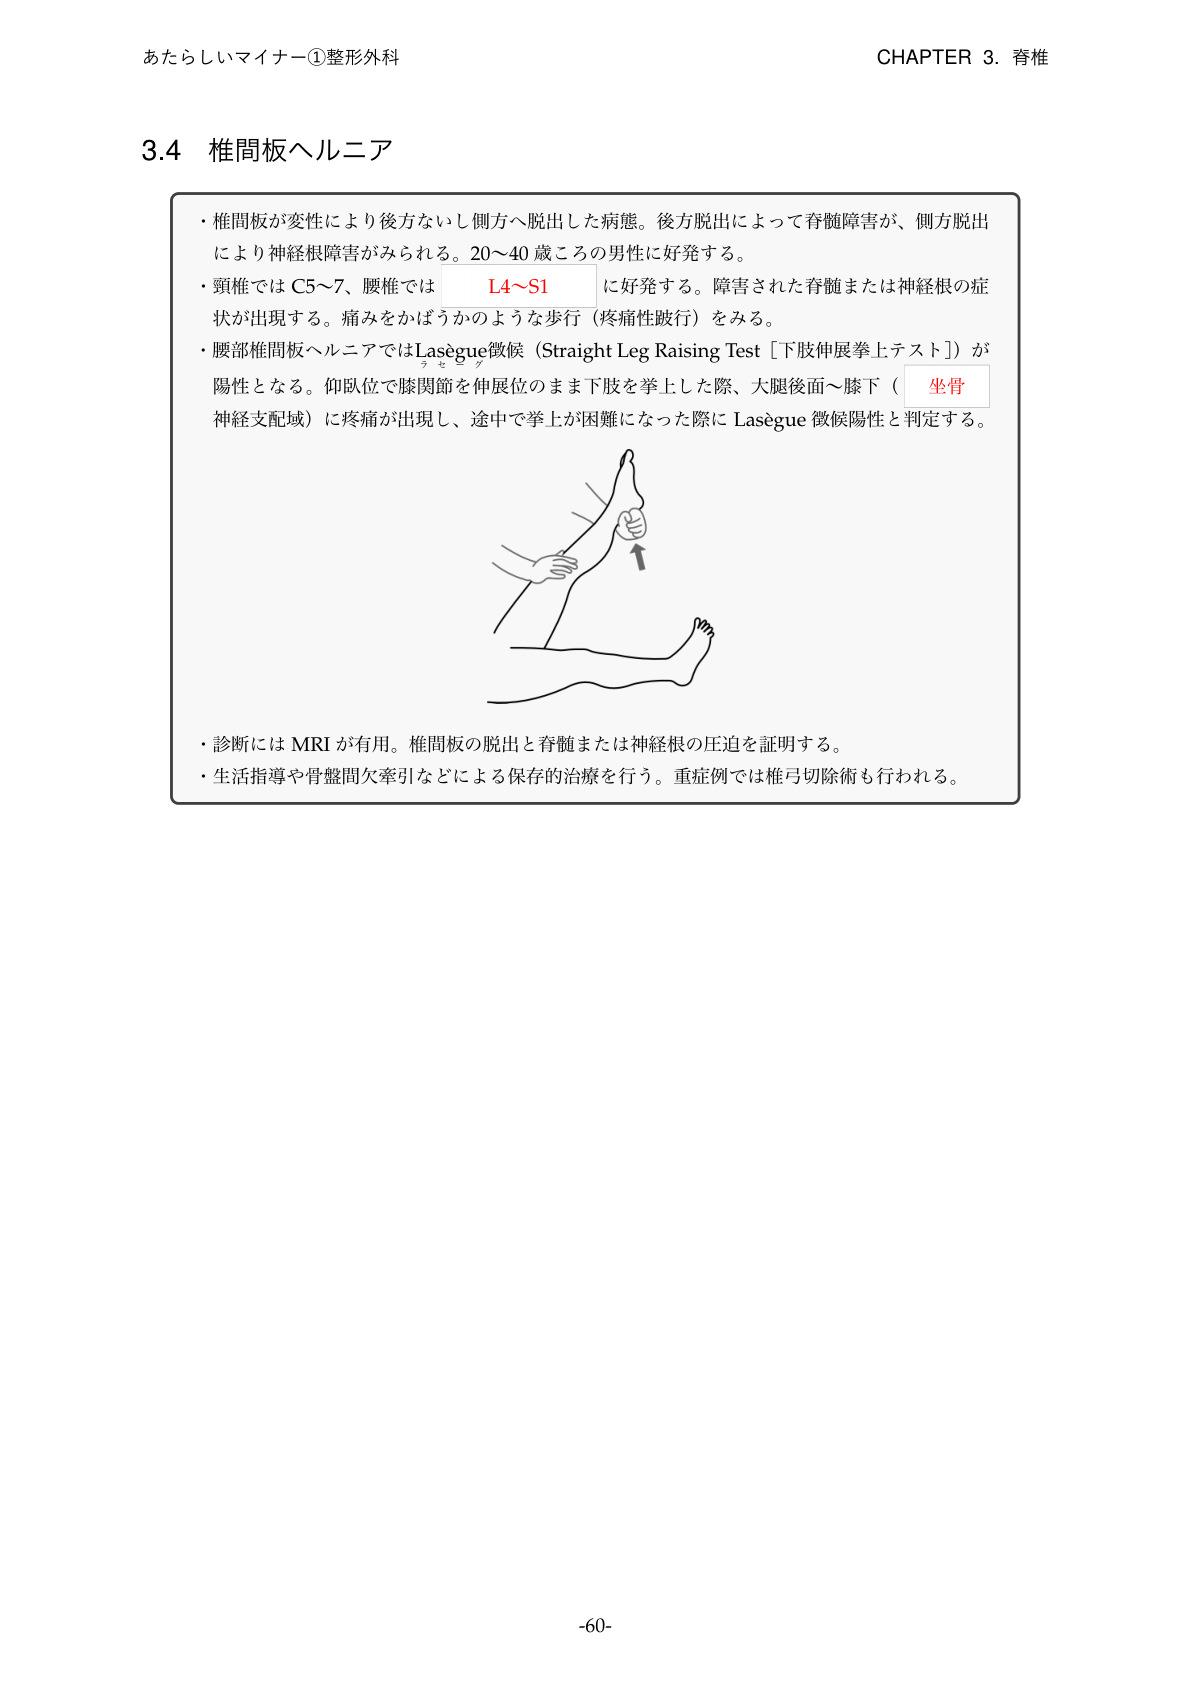 あたらしいマイナー①整形外科 CHAPTER 3. 脊椎
3.4 椎間板ヘルニア
・椎間板が変性により後方ないし側方へ脱出した病態。後方脱出によって脊髄障害が、側方脱出
により神経根障害がみられる。20〜40 歳ころの男性に好発する。
・頸椎では C5〜7、腰椎では L4〜S1 に好発する。障害された脊髄または神経根の症
状が出現する。痛みをかばうかのような歩行（疼痛性跛行）をみる。
・腰部椎間板ヘルニアではLasègue徴候（Straight Leg Raising Test［下肢伸展挙上テスト］）が
ラセーグ
陽性となる。仰臥位で膝関節を伸展位のまま下肢を挙上した際、大腿後面〜膝下（ 坐骨
神経支配域）に疼痛が出現し、途中で挙上が困難になった際に Lasègue 徴候陽性と判定する。
・診断には MRI が有用。椎間板の脱出と脊髄または神経根の圧迫を証明する。
・生活指導や骨盤間欠牽引などによる保存的治療を行う。重症例では椎弓切除術も行われる。
-60-